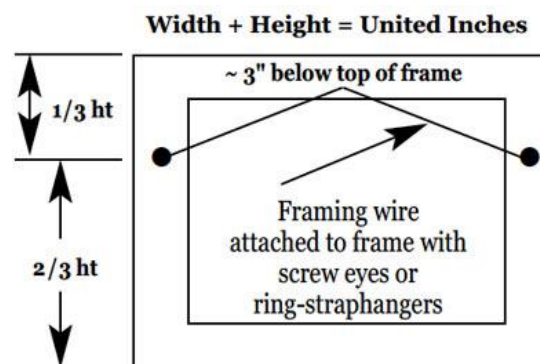 Width + Height = United Inches
~ 3" below top of frame
1/3 ht
Framing wire
attached to frame with
screw eyes or
ring-straphangers
2/3 ht